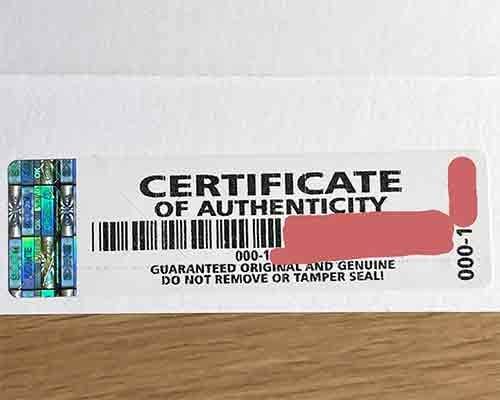 CERTIFICATE
OF AUTHENTICITY
000-1
GUARANTEED ORIGINAL AND GENUINE
DO NOT REMOVE OR TAMPER SEAL!
000-1